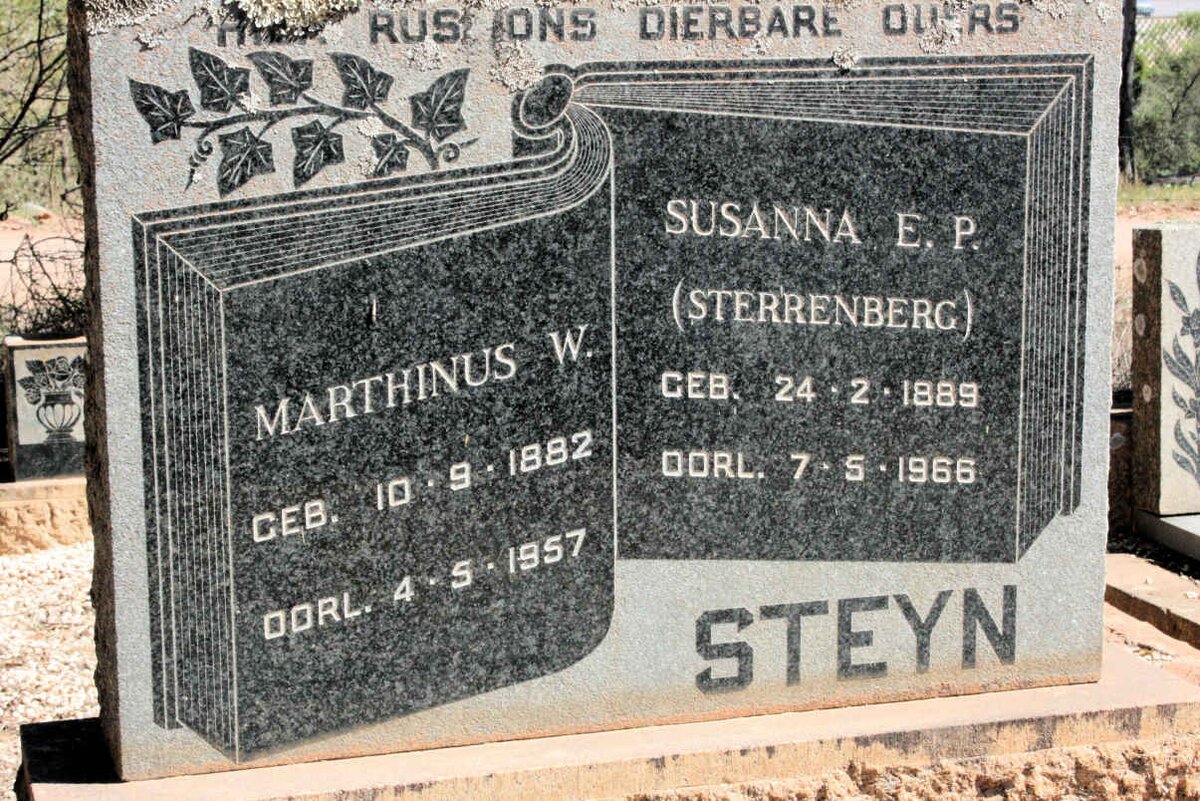 HIER RUS ONS DIERBARE OUERS
MARTHINUS W.
GEB. 10·9·1882
OORL. 4·5·1957
SUSANNA E. P.
(STERRENBERG)
GEB. 24·2·1889
OORL. 7·5·1966
STEYN